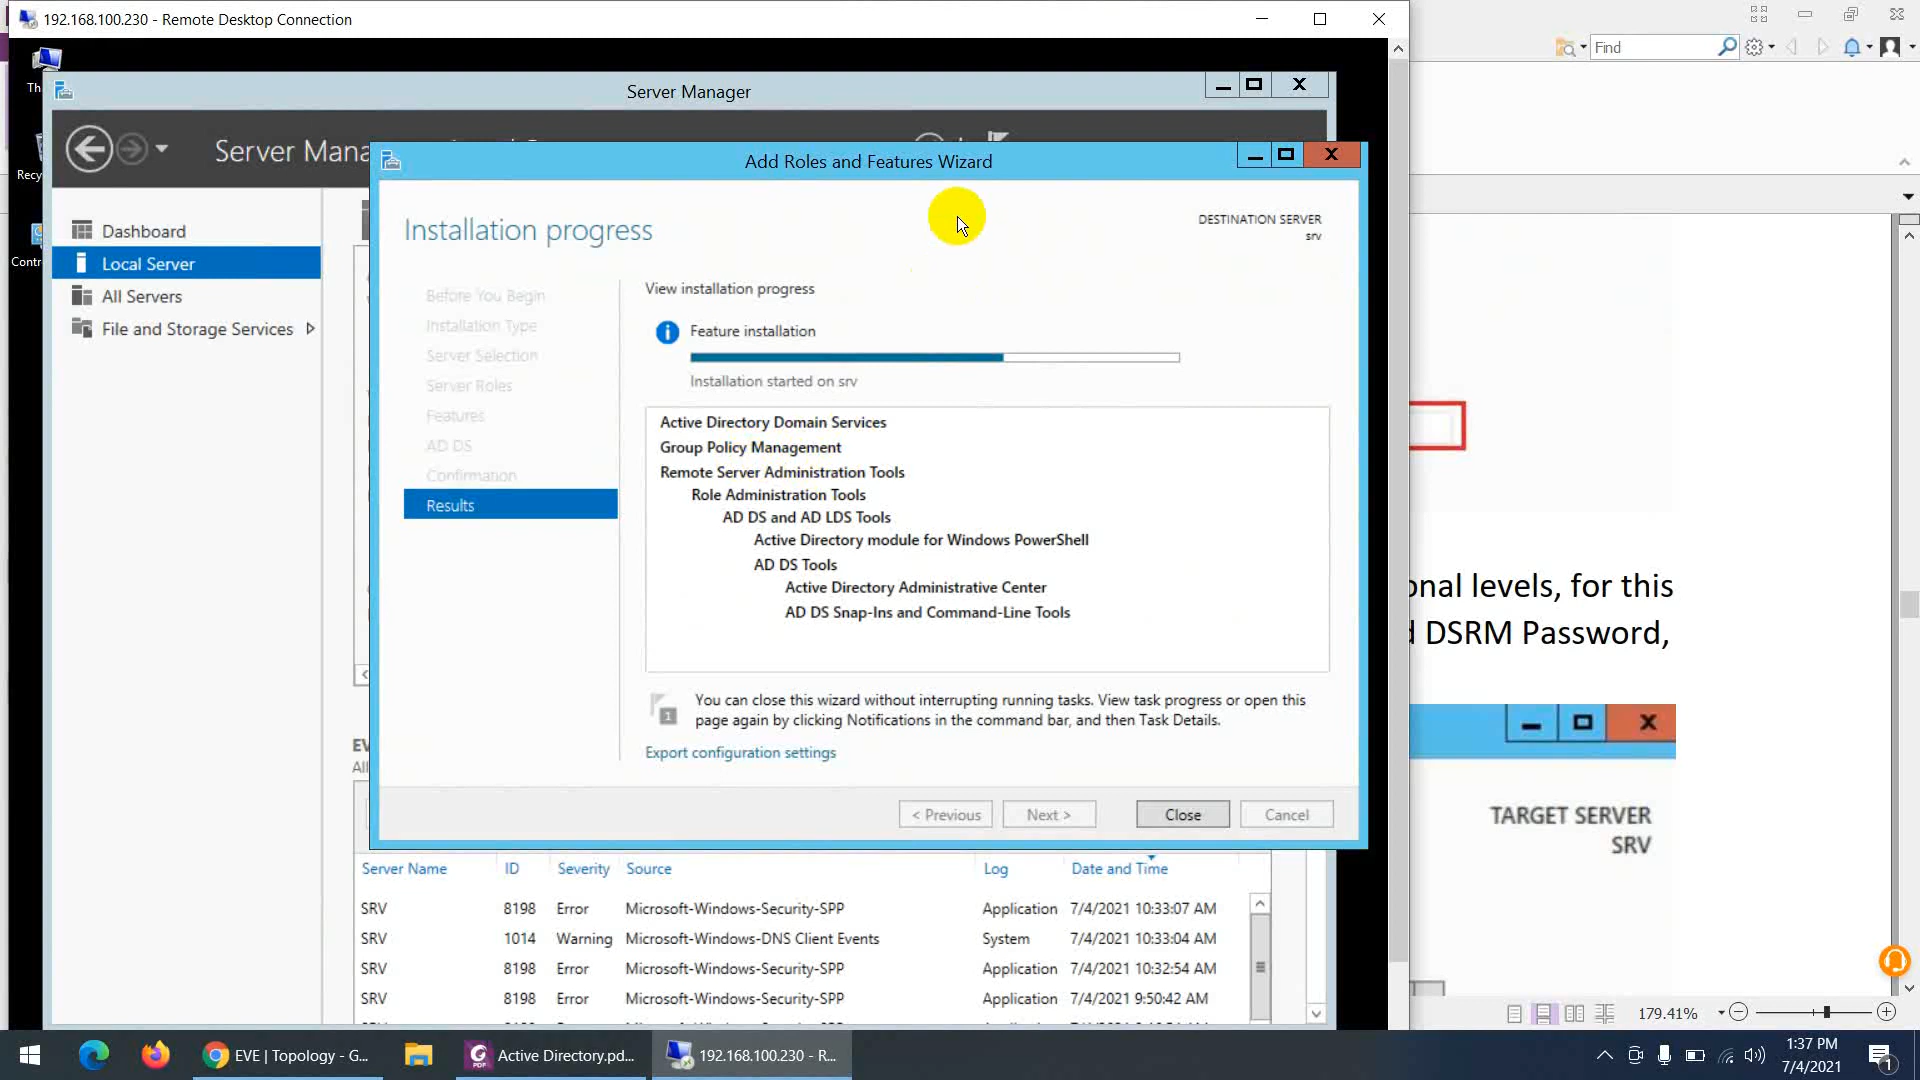 192.168.100.230 - Remote Desktop Connection
Find
Th
Recy
Contr
Server Manager
Server Mana
Dashboard
Local Server
All Servers
File and Storage Services
Add Roles and Features Wizard
Installation progress
DESTINATION SERVER
srv
Before You Begin
Installation Type
Server Selection
Server Roles
Features
AD DS
Confirmation
Results
View installation progress
Feature installation
Installation started on srv
Active Directory Domain Services
Group Policy Management
Remote Server Administration Tools
Role Administration Tools
AD DS and AD LDS Tools
Active Directory module for Windows PowerShell
AD DS Tools
Active Directory Administrative Center
AD DS Snap-Ins and Command-Line Tools
1
You can close this wizard without interrupting running tasks. View task progress or open this
page again by clicking Notifications in the command bar, and then Task Details.
Export configuration settings
< Previous
Next >
Close
Cancel
EV
All
Server Name ID Severity Source Log Date and Time
SRV 8198 Error Microsoft-Windows-Security-SPP Application 7/4/2021 10:33:07 AM
SRV 1014 Warning Microsoft-Windows-DNS Client Events System 7/4/2021 10:33:04 AM
SRV 8198 Error Microsoft-Windows-Security-SPP Application 7/4/2021 10:32:54 AM
SRV 8198 Error Microsoft-Windows-Security-SPP Application 7/4/2021 9:50:42 AM
onal levels, for this
DSRM Password,
TARGET SERVER
SRV
179.41%
EVE | Topology - G...
Active Directory.pd...
192.168.100.230 - R...
1:37 PM
7/4/2021
1